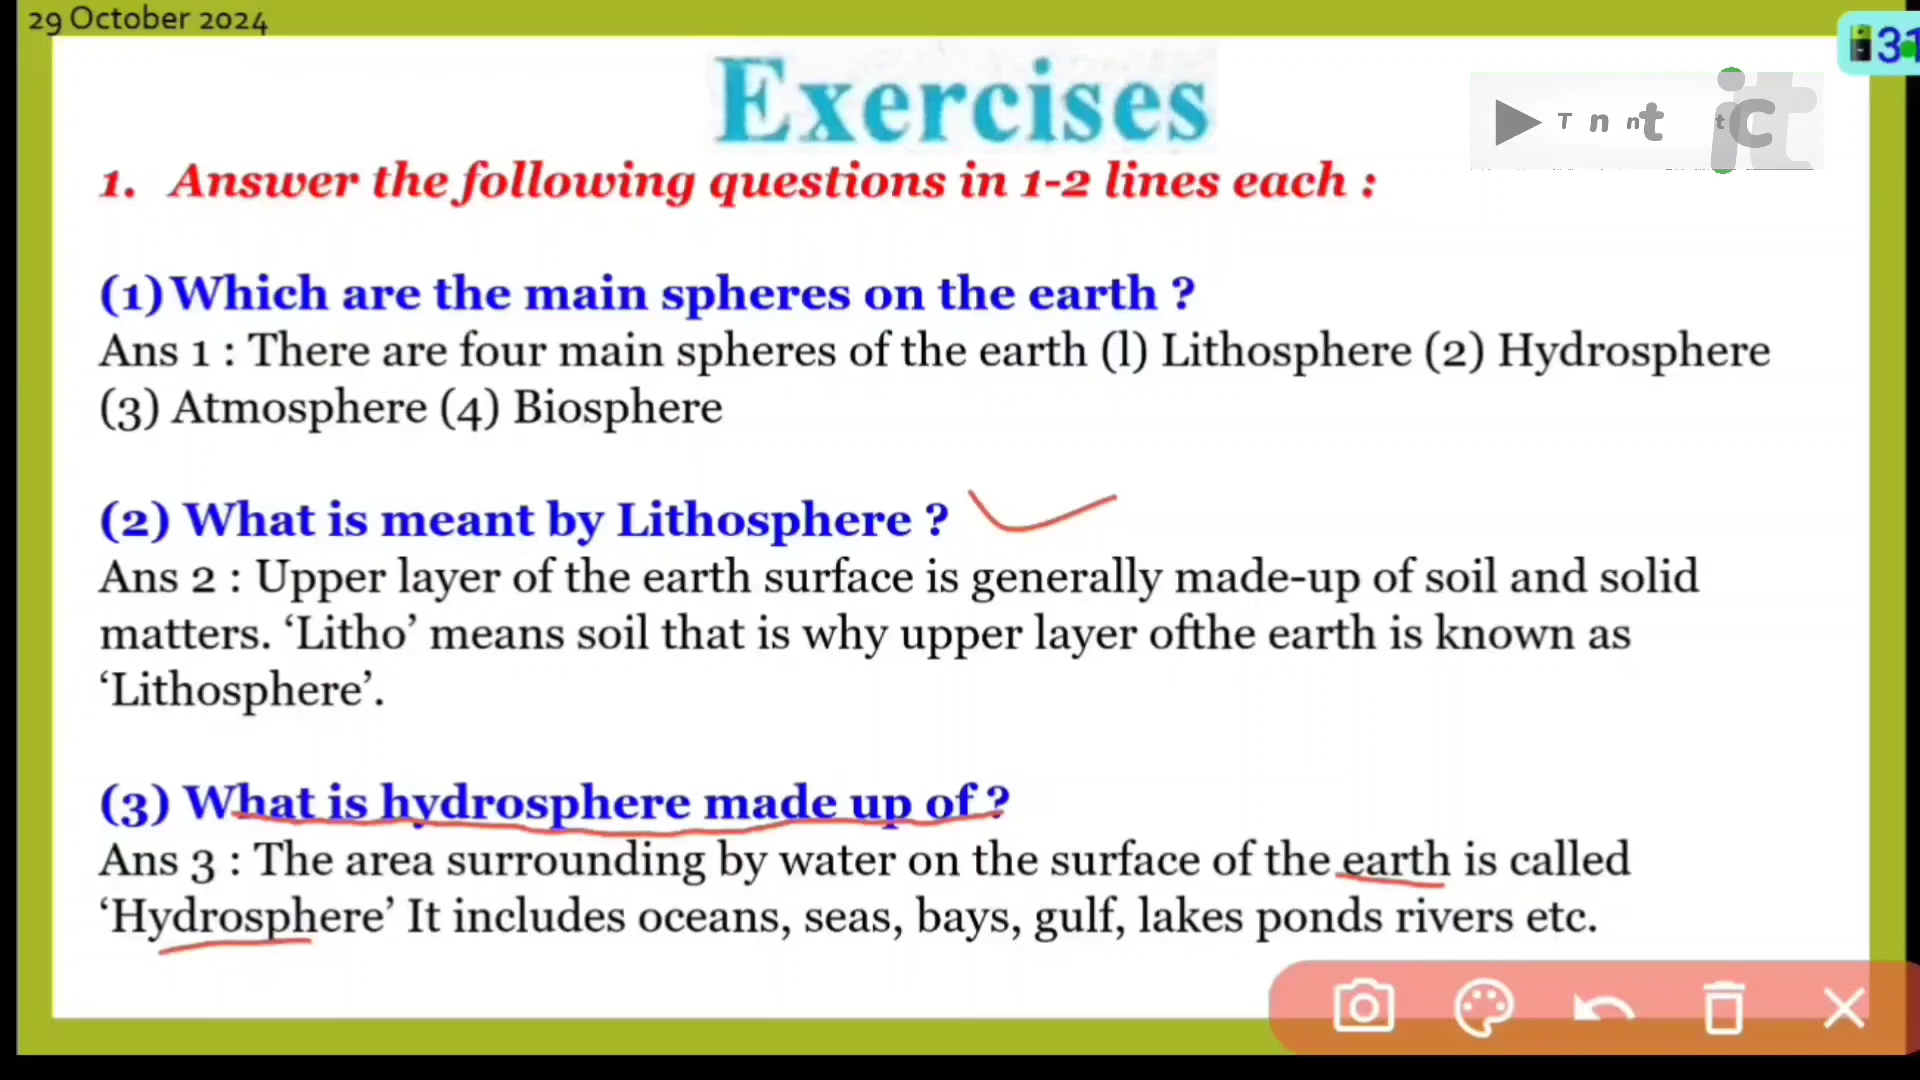 29 October 2024
31
Exercises
1. Answer the following questions in 1-2 lines each :
(1) Which are the main spheres on the earth ?
Ans 1 : There are four main spheres of the earth (l) Lithosphere (2) Hydrosphere
(3) Atmosphere (4) Biosphere
(2) What is meant by Lithosphere ?
Ans 2 : Upper layer of the earth surface is generally made-up of soil and solid
matters. ‘Litho’ means soil that is why upper layer ofthe earth is known as
‘Lithosphere’.
(3) What is hydrosphere made up of ?
Ans 3 : The area surrounding by water on the surface of the earth is called
‘Hydrosphere’ It includes oceans, seas, bays, gulf, lakes ponds rivers etc.